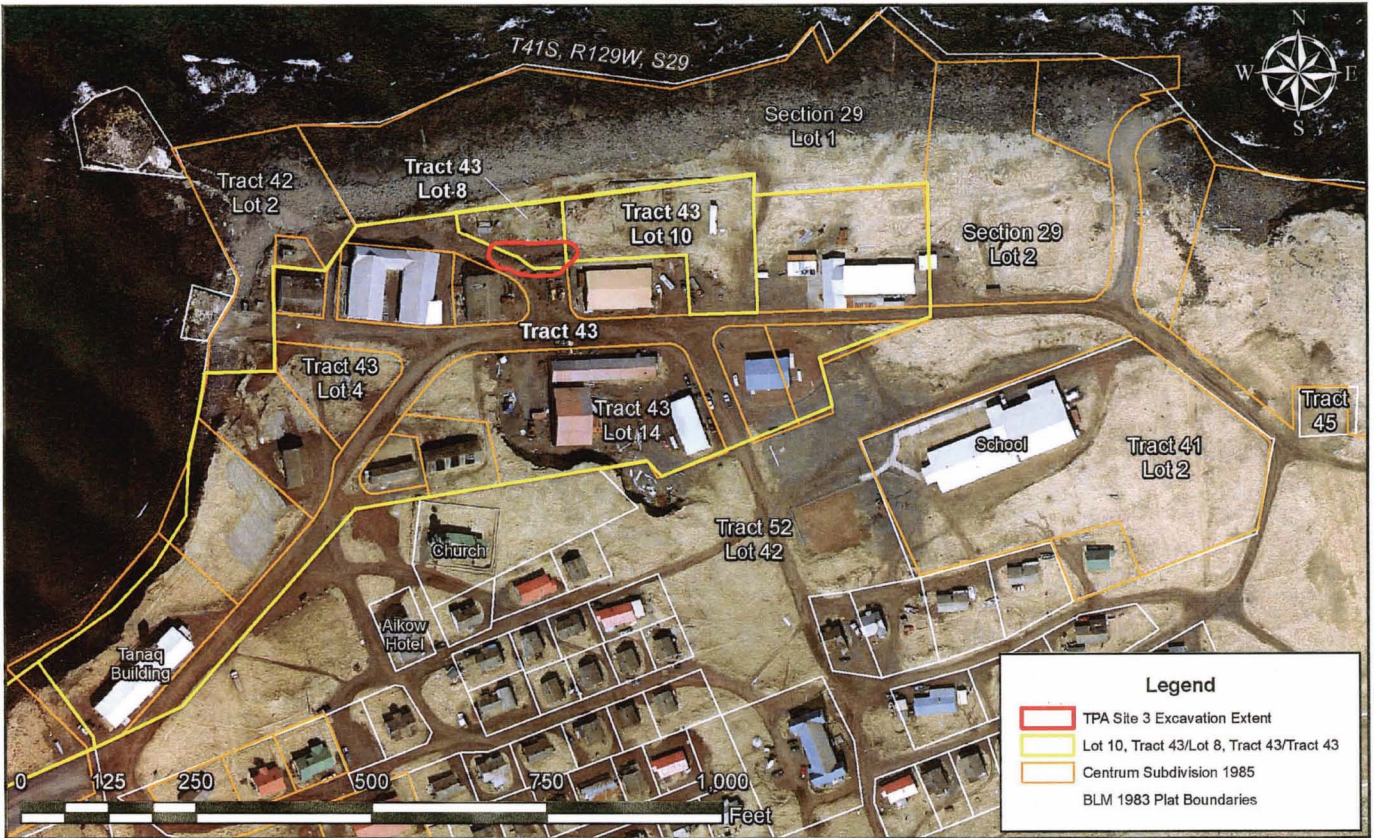 T41S, R129W, S29
N
W E
S
Section 29
Lot 1
Tract 42
Lot 2
Tract 43
Lot 8
Tract 43
Lot 10
Section 29
Lot 2
Tract 43
Tract 43
Lot 4
Tract 43
Lot 14
Tract
45
School
Tract 41
Lot 2
Tract 52
Lot 42
Church
Aikow
Hotel
Tanaq
Building
0 125 250 500 750 1,000
Feet
Legend
TPA Site 3 Excavation Extent
Lot 10, Tract 43/Lot 8, Tract 43/Tract 43
Centrum Subdivision 1985
BLM 1983 Plat Boundaries